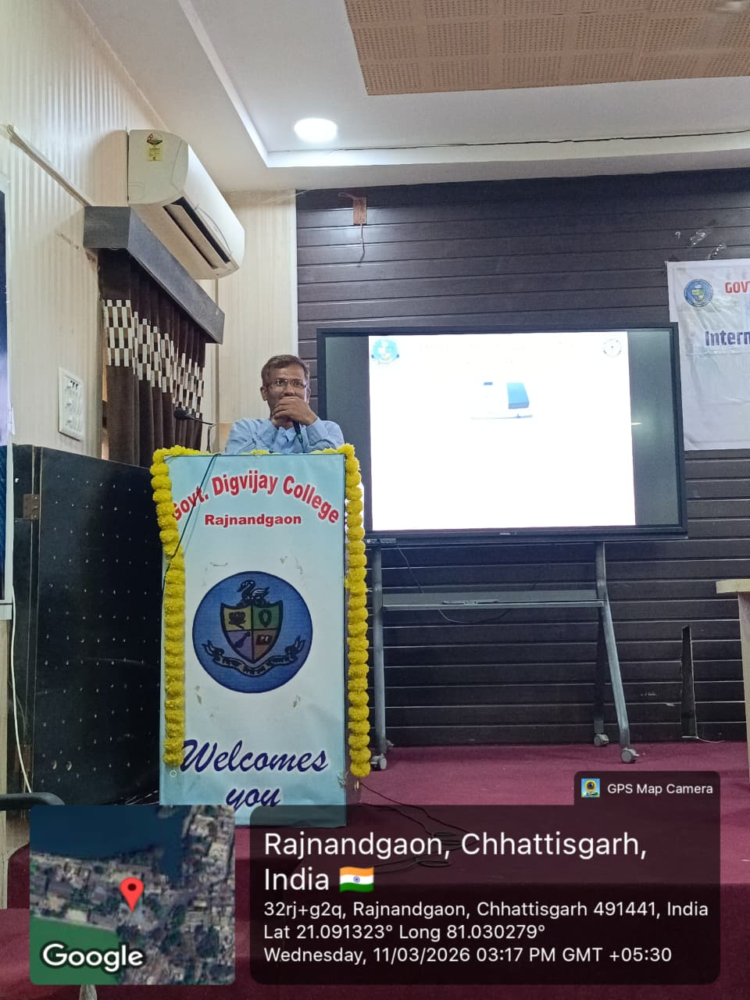 GOVT
Intern
Govt. Digvijay College
Rajnandgaon
Welcomes
you
GPS Map Camera
Rajnandgaon, Chhattisgarh,
India
32rj+g2q, Rajnandgaon, Chhattisgarh 491441, India
Lat 21.091323° Long 81.030279°
Wednesday, 11/03/2026 03:17 PM GMT +05:30
Google